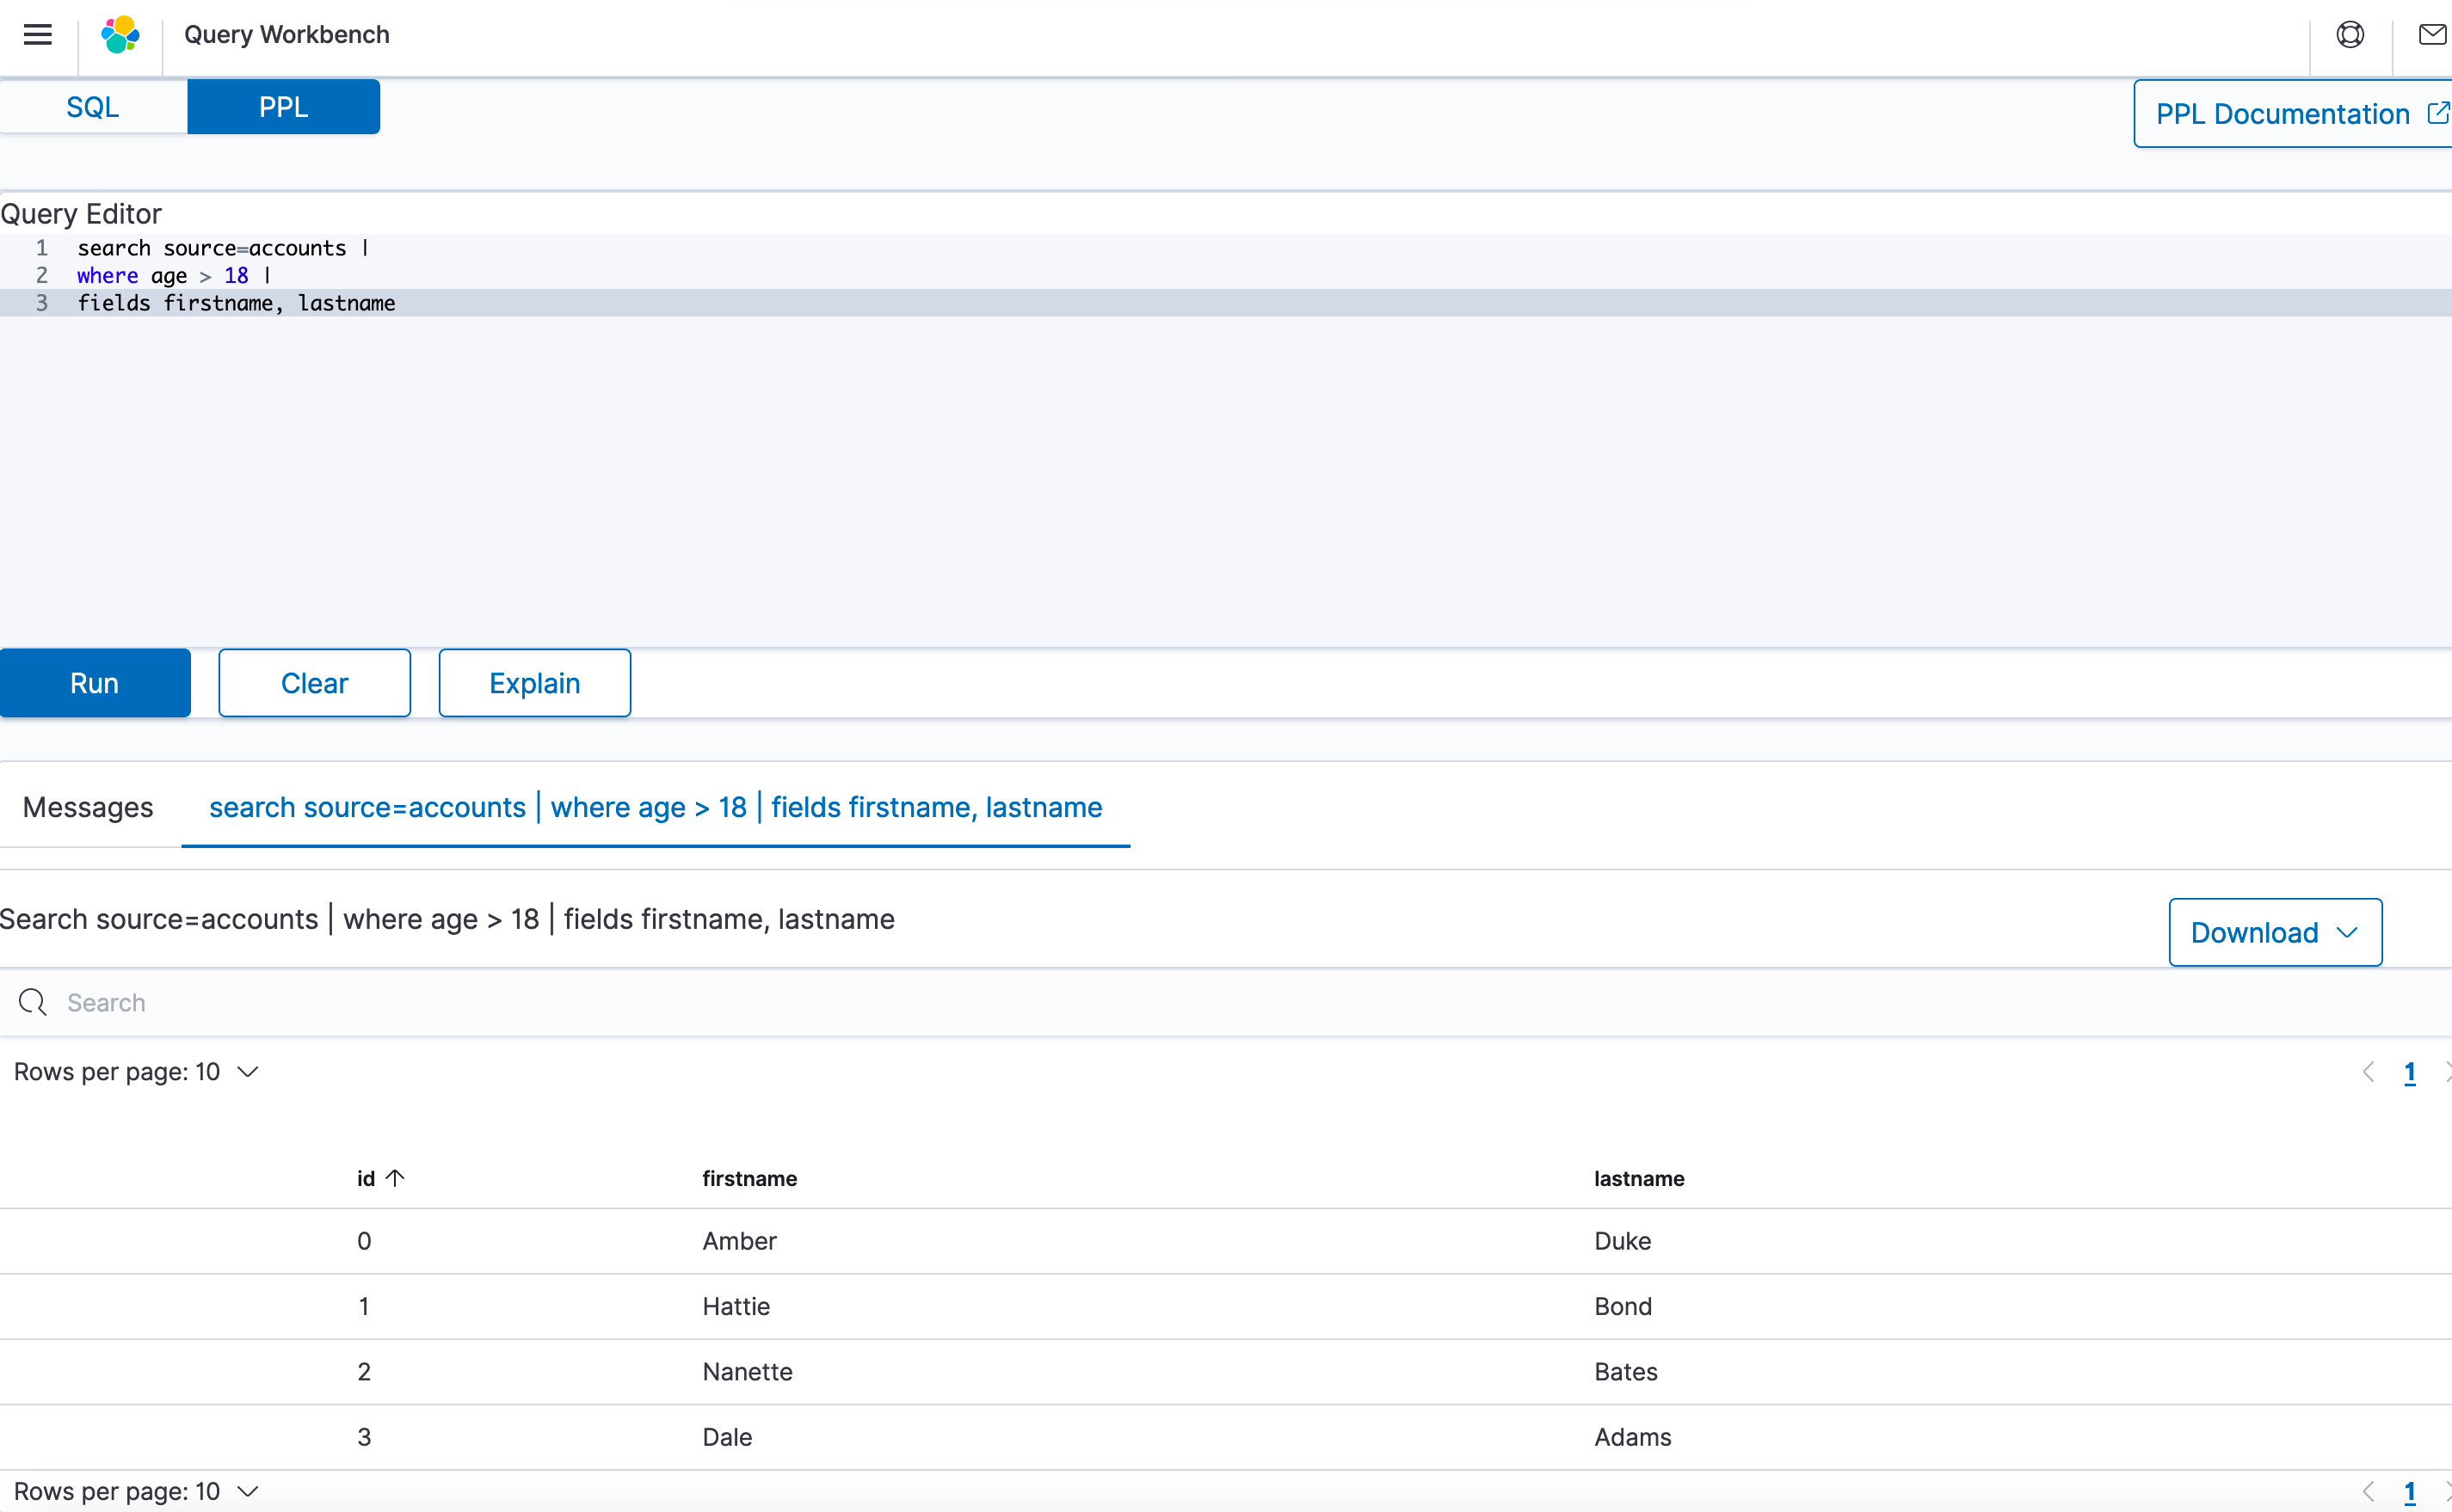 Query Workbench
SQL PPL
PPL Documentation
Query Editor
1 search source=accounts |
2 where age > 18 |
3 fields firstname, lastname
Run Clear Explain
Messages search source=accounts | where age > 18 | fields firstname, lastname
Search source=accounts | where age > 18 | fields firstname, lastname
Download
Search
Rows per page: 10
1
id firstname lastname
0 Amber Duke
1 Hattie Bond
2 Nanette Bates
3 Dale Adams
Rows per page: 10
1